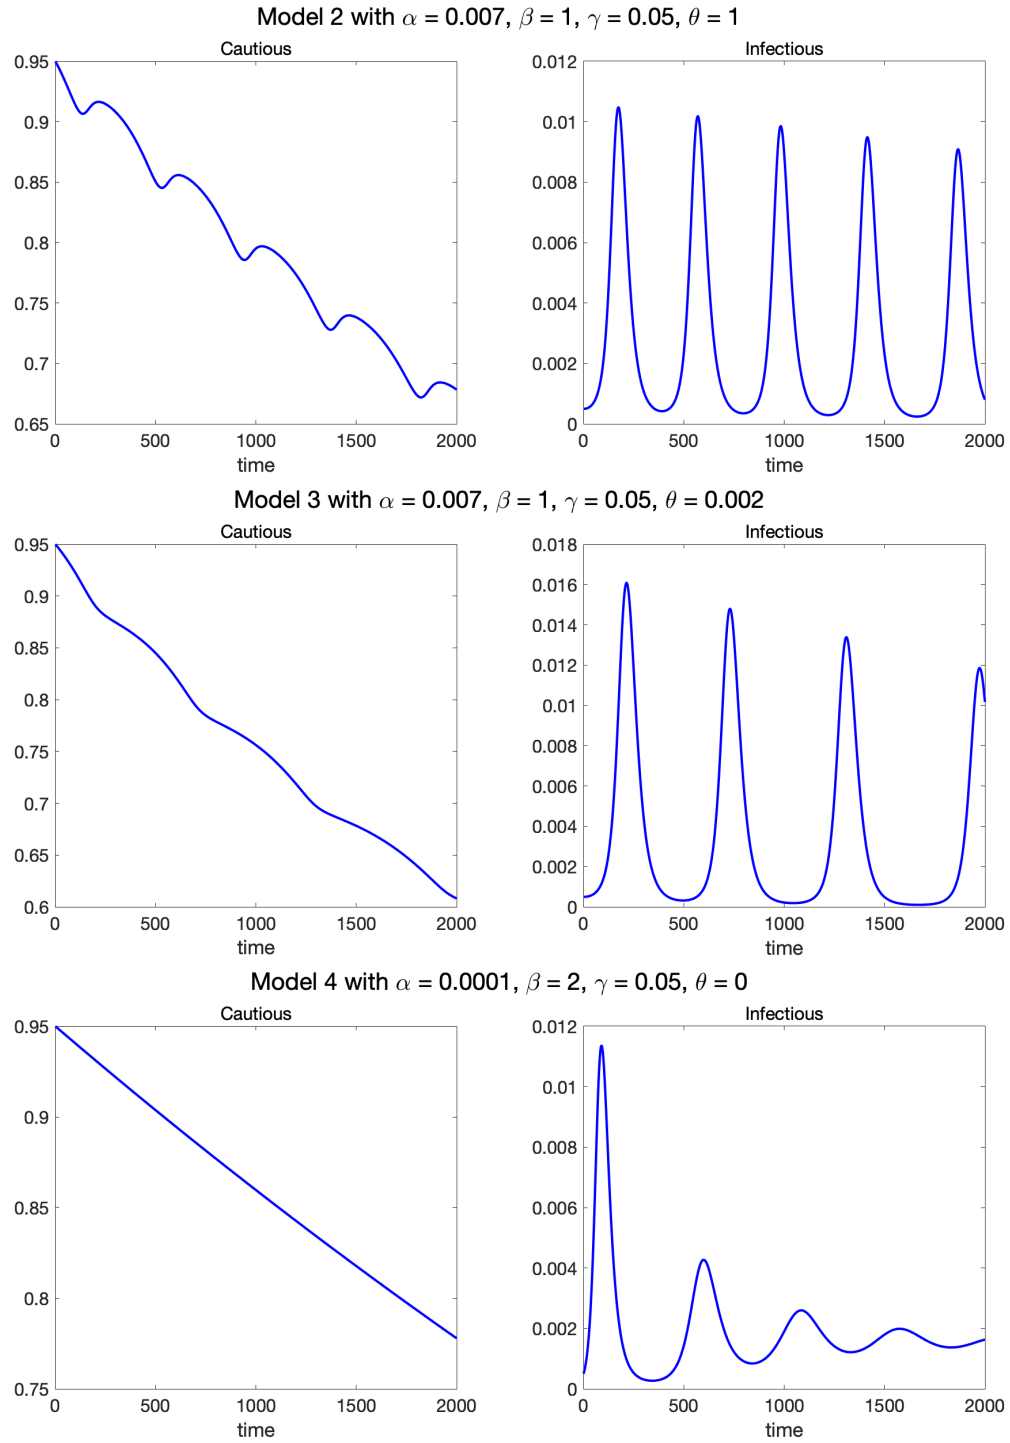 Model 2 with α = 0.007, β = 1, γ = 0.05, θ = 1
Cautious
0.95
0.9
0.85
0.8
0.75
0.7
0.65
0 500 1000 1500 2000
time
Infectious
0.012
0.01
0.008
0.006
0.004
0.002
0
0 500 1000 1500 2000
time
Model 3 with α = 0.007, β = 1, γ = 0.05, θ = 0.002
Cautious
0.95
0.9
0.85
0.8
0.75
0.7
0.65
0.6
0 500 1000 1500 2000
time
Infectious
0.018
0.016
0.014
0.012
0.01
0.008
0.006
0.004
0.002
0
0 500 1000 1500 2000
time
Model 4 with α = 0.0001, β = 2, γ = 0.05, θ = 0
Cautious
0.95
0.9
0.85
0.8
0.75
0 500 1000 1500 2000
time
Infectious
0.012
0.01
0.008
0.006
0.004
0.002
0
0 500 1000 1500 2000
time